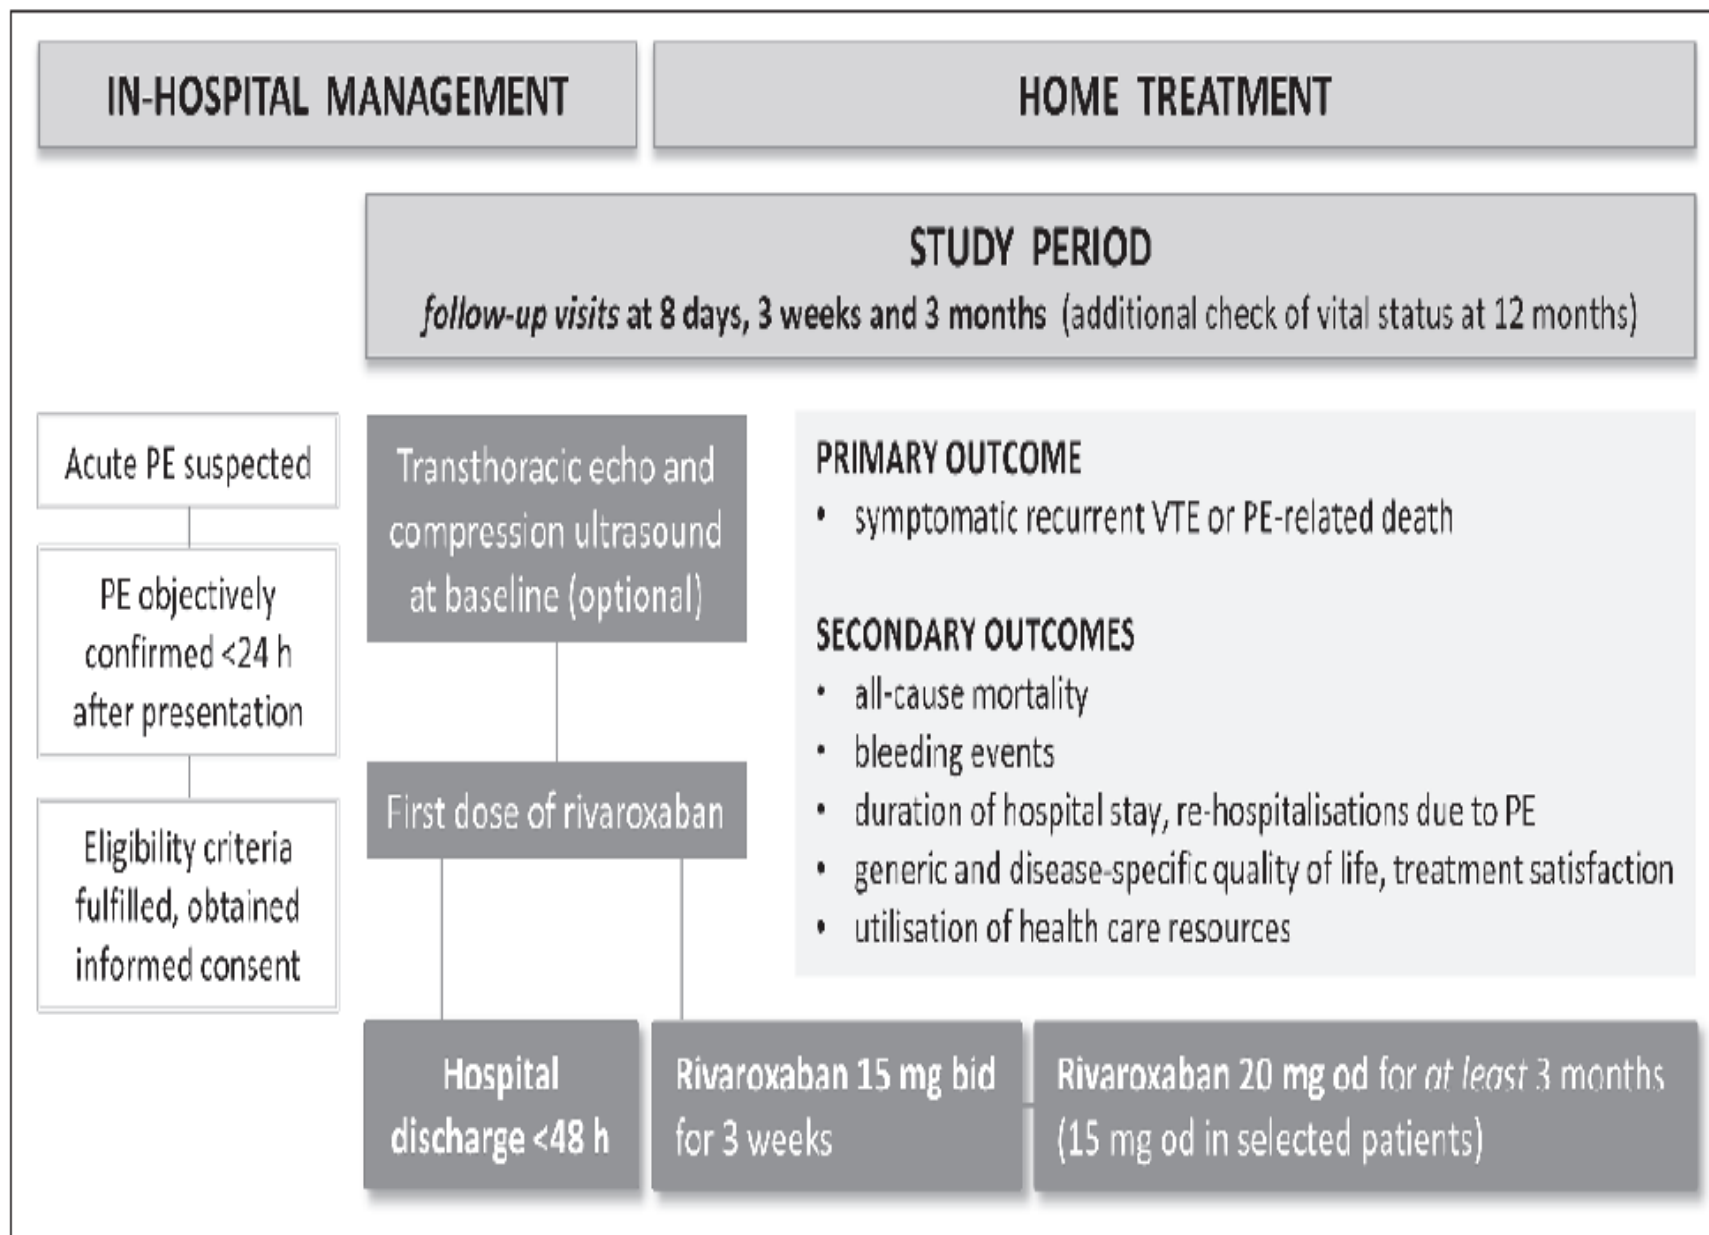 IN-HOSPITAL MANAGEMENT
HOME TREATMENT
STUDY PERIOD
follow-up visits at 8 days, 3 weeks and 3 months (additional check of vital status at 12 months)
Acute PE suspected
PE objectively
confirmed <24 h
after presentation
Eligibility criteria
fulfilled, obtained
informed consent
Transthoracic echo and
compression ultrasound
at baseline (optional)
First dose of rivaroxaban
PRIMARY OUTCOME
• symptomatic recurrent VTE or PE-related death
SECONDARY OUTCOMES
• all-cause mortality
• bleeding events
• duration of hospital stay, re-hospitalisations due to PE
• generic and disease-specific quality of life, treatment satisfaction
• utilisation of health care resources
Hospital
discharge <48 h
Rivaroxaban 15 mg bid
for 3 weeks
Rivaroxaban 20 mg od for at least 3 months
(15 mg od in selected patients)